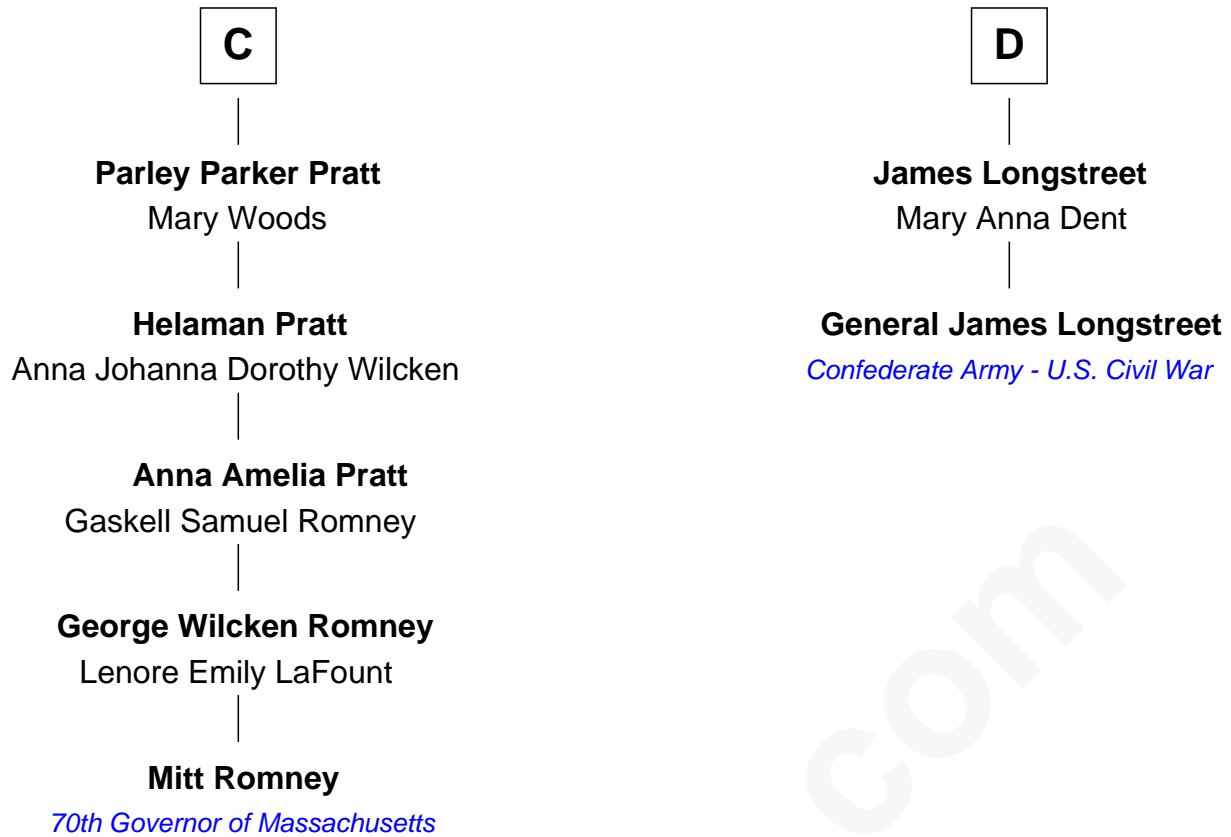 C
Parley Parker Pratt
Mary Woods
Helaman Pratt
Anna Johanna Dorothy Wilcken
Anna Amelia Pratt
Gaskell Samuel Romney
George Wilcken Romney
Lenore Emily LaFount
Mitt Romney
70th Governor of Massachusetts
D
James Longstreet
Mary Anna Dent
General James Longstreet
Confederate Army - U.S. Civil War
com